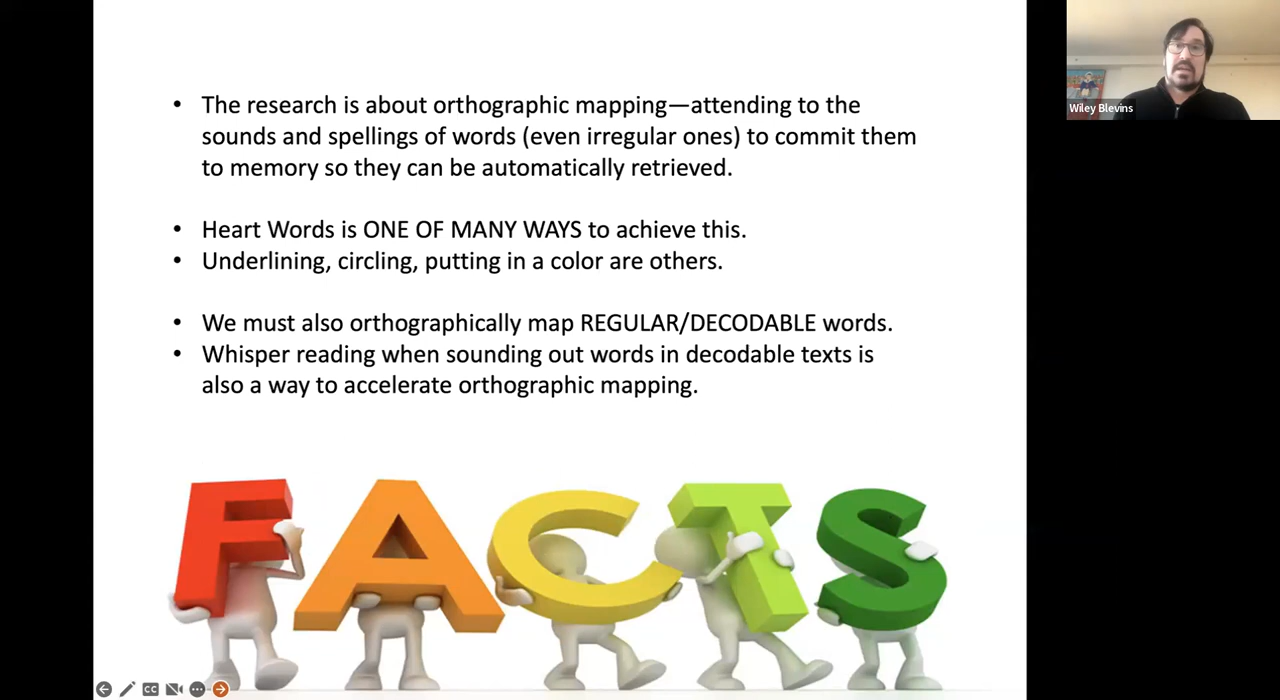 • The research is about orthographic mapping—attending to the
sounds and spellings of words (even irregular ones) to commit them
to memory so they can be automatically retrieved.
• Heart Words is ONE OF MANY WAYS to achieve this.
• Underlining, circling, putting in a color are others.
• We must also orthographically map REGULAR/DECODABLE words.
• Whisper reading when sounding out words in decodable texts is
also a way to accelerate orthographic mapping.
FACTS
CC
Wiley Blevins